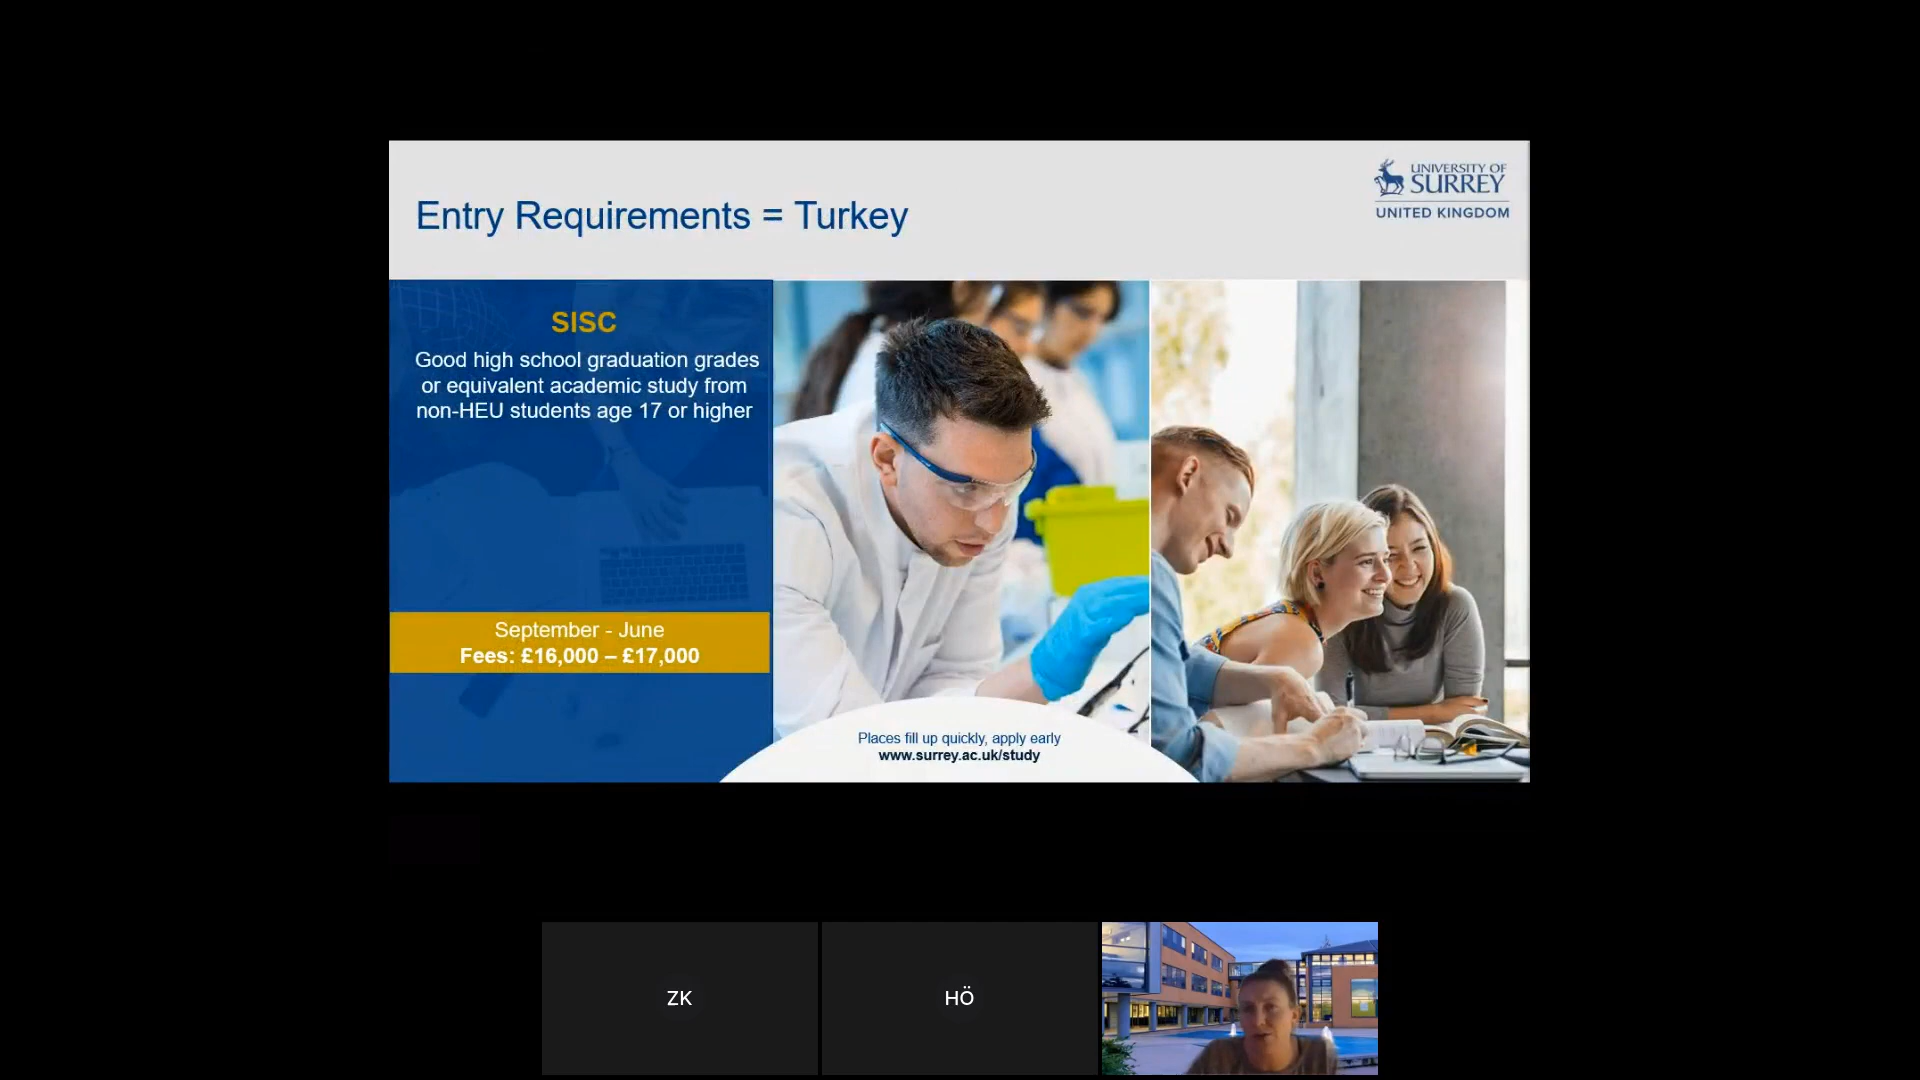 UNIVERSITY OF
SURREY
UNITED KINGDOM
Entry Requirements = Turkey
SISC
Good high school graduation grades
or equivalent academic study from
non-HEU students age 17 or higher
September - June
Fees: £16,000 – £17,000
Places fill up quickly, apply early
www.surrey.ac.uk/study
ZK
HÖ